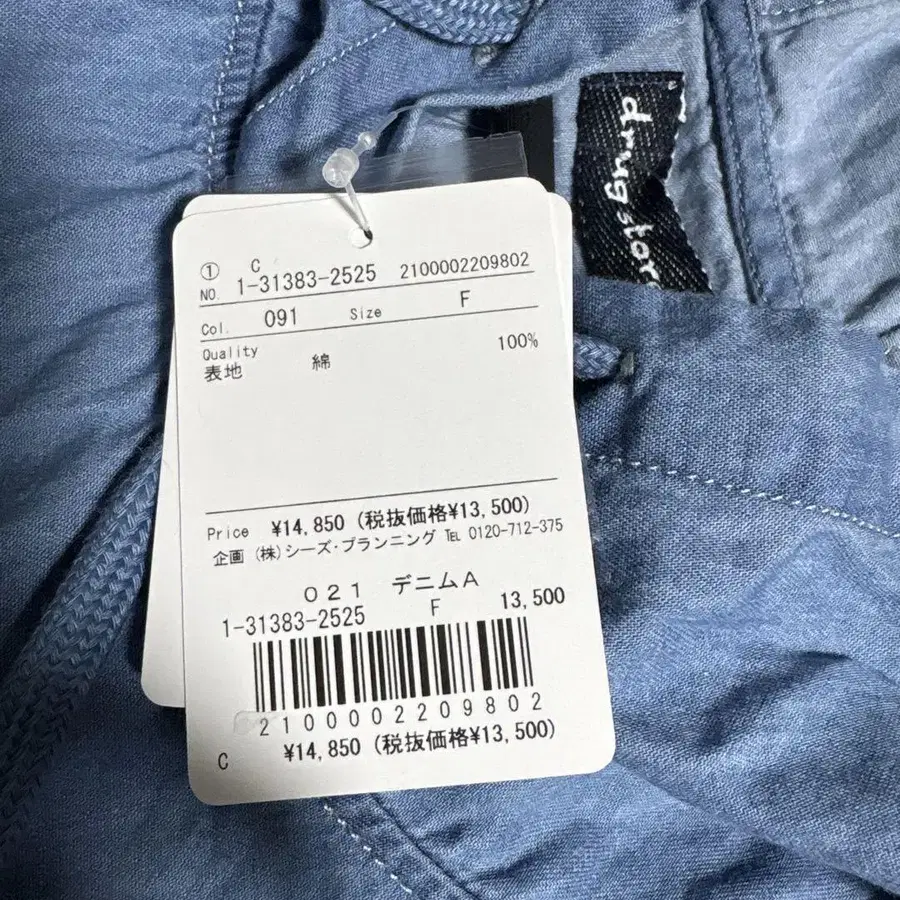 drug store
① C
NO. 1-31383-2525 2100002209802
Col. 091 Size F
Quality
表地 綿 100%
Price ¥14,850 (税抜価格¥13,500)
企画 (株)シーズ・プランニング TEL 0120-712-375
021 デニムA
1-31383-2525 F 13,500
2100002209802
C ¥14,850 (税抜価格¥13,500)